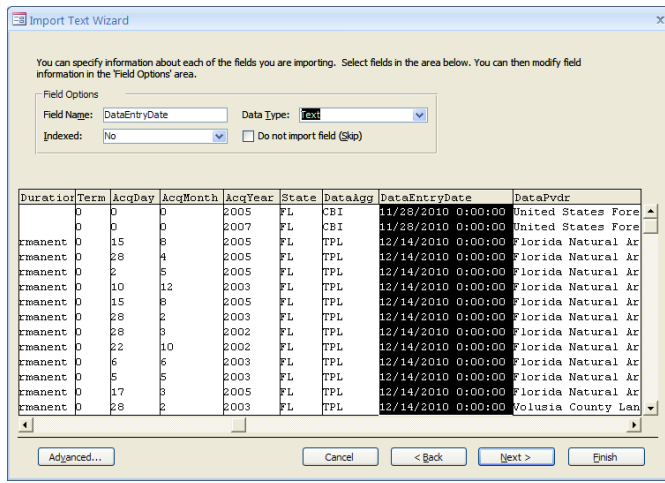 Import Text Wizard
You can specify information about each of the fields you are importing. Select fields in the area below. You can then modify field
information in the 'Field Options' area.
Field Options
Field Name: DataEntryDate Data Type: Text
Indexed: No Do not import field (Skip)
Duration Term AcqDay AcqMonth AcqYear State DataAgg DataEntryDate DataPvdr
0 0 0 2005 FL CBI 11/28/2010 0:00:00 United States Fore
0 0 0 2007 FL CBI 11/28/2010 0:00:00 United States Fore
rmanent 0 15 8 2005 FL TPL 12/14/2010 0:00:00 Florida Natural Ar
rmanent 0 28 4 2005 FL TPL 12/14/2010 0:00:00 Florida Natural Ar
rmanent 0 2 5 2005 FL TPL 12/14/2010 0:00:00 Florida Natural Ar
rmanent 0 10 12 2003 FL TPL 12/14/2010 0:00:00 Florida Natural Ar
rmanent 0 15 8 2005 FL TPL 12/14/2010 0:00:00 Florida Natural Ar
rmanent 0 28 2 2003 FL TPL 12/14/2010 0:00:00 Florida Natural Ar
rmanent 0 28 3 2002 FL TPL 12/14/2010 0:00:00 Florida Natural Ar
rmanent 0 22 10 2002 FL TPL 12/14/2010 0:00:00 Florida Natural Ar
rmanent 0 6 6 2003 FL TPL 12/14/2010 0:00:00 Florida Natural Ar
rmanent 0 5 5 2003 FL TPL 12/14/2010 0:00:00 Florida Natural Ar
rmanent 0 17 3 2005 FL TPL 12/14/2010 0:00:00 Florida Natural Ar
rmanent 0 28 2 2003 FL TPL 12/14/2010 0:00:00 Volusia County Lan
Advanced... Cancel < Back Next > Finish